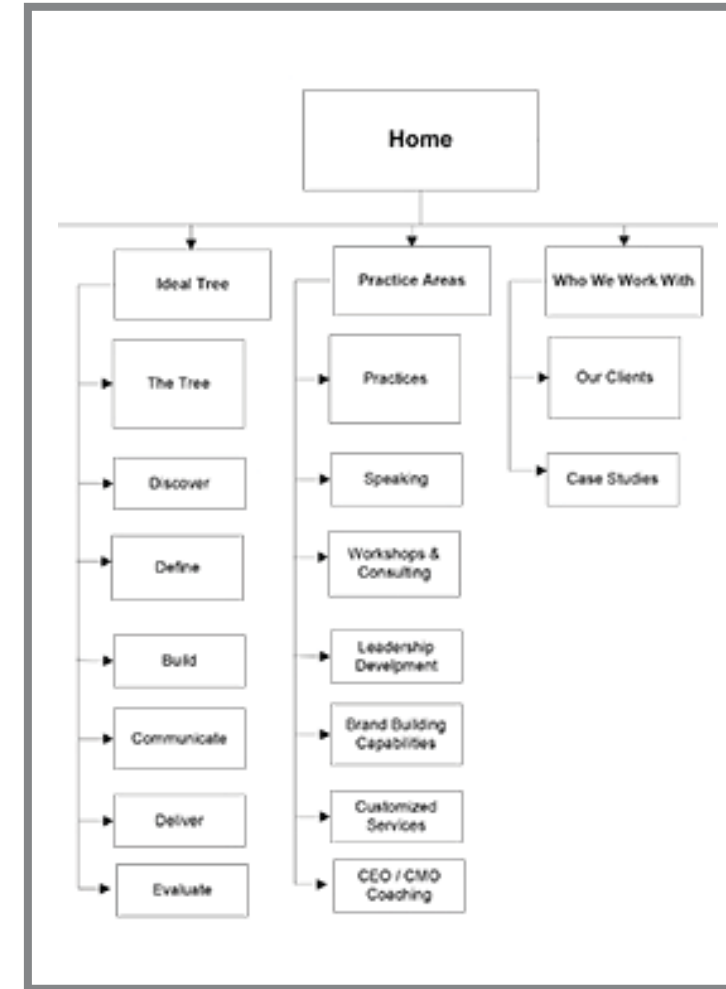 Home
Ideal Tree
Practice Areas
Who We Work With
The Tree
Discover
Define
Build
Communicate
Deliver
Evaluate
Practices
Speaking
Workshops &
Consulting
Leadership
Develpment
Brand Building
Capabilities
Customized
Services
CEO / CMO
Coaching
Our Clients
Case Studies